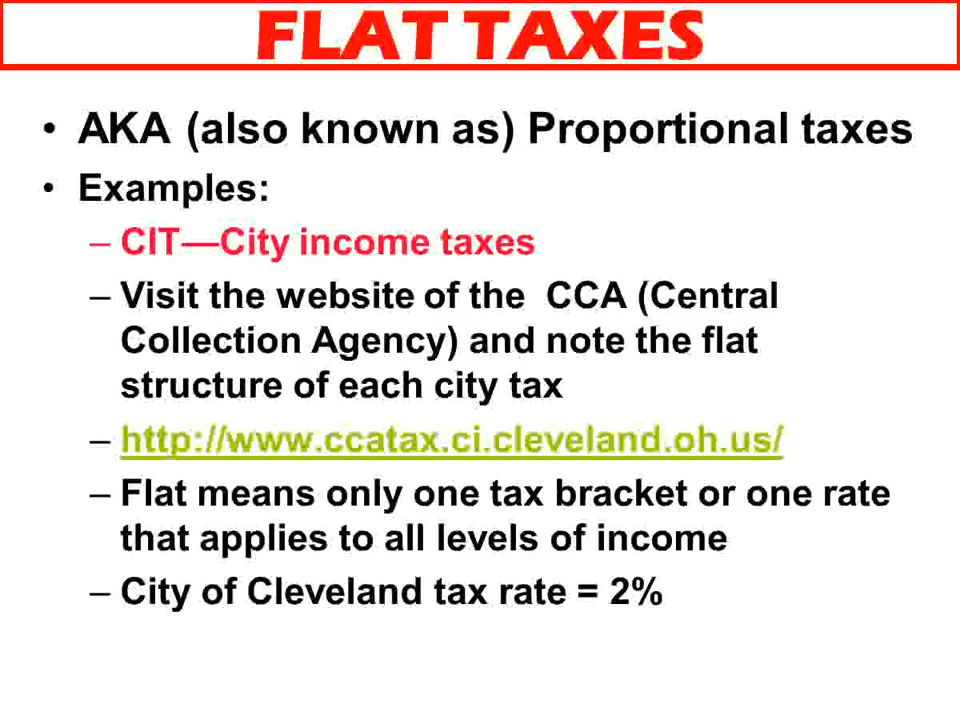 FLAT TAXES
• AKA (also known as) Proportional taxes
• Examples:
– CIT—City income taxes
– Visit the website of the CCA (Central
Collection Agency) and note the flat
structure of each city tax
– http://www.ccatax.ci.cleveland.oh.us/
– Flat means only one tax bracket or one rate
that applies to all levels of income
– City of Cleveland tax rate = 2%